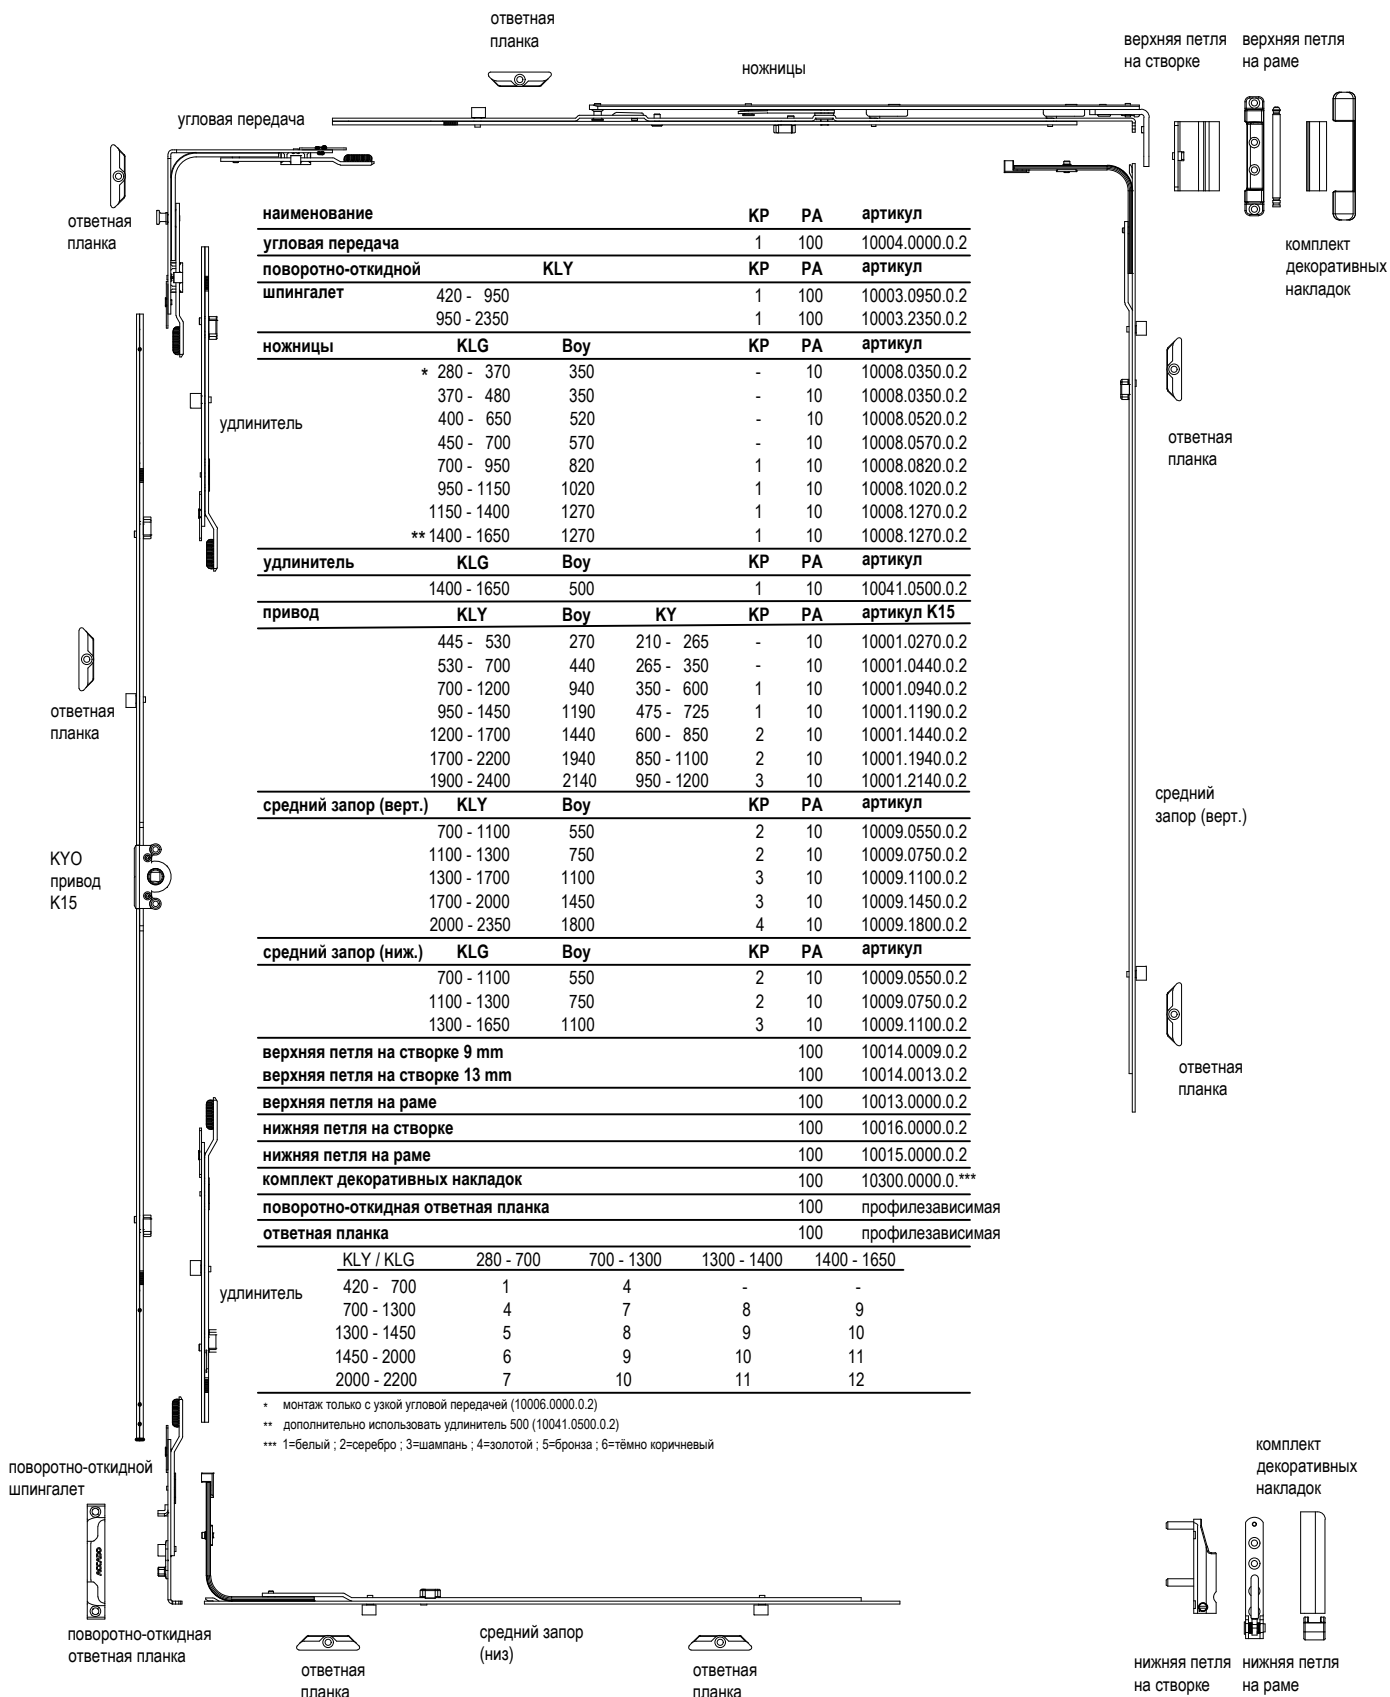 ответная
планка
ножницы
верхняя петля
на створке
верхняя петля
на раме
угловая передача
ответная
планка
комплект
декоративных
накладок
наименование KP PA артикул
угловая передача 1 100 10004.0000.0.2
поворотно-откидной KLY KP PA артикул
шпингалет 420 - 950 1 100 10003.0950.0.2
950 - 2350 1 100 10003.2350.0.2
ножницы KLG Boy KP PA артикул
* 280 - 370 350 - 10 10008.0350.0.2
370 - 480 350 - 10 10008.0350.0.2
400 - 650 520 - 10 10008.0520.0.2
450 - 700 570 - 10 10008.0570.0.2
700 - 950 820 1 10 10008.0820.0.2
950 - 1150 1020 1 10 10008.1020.0.2
1150 - 1400 1270 1 10 10008.1270.0.2
** 1400 - 1650 1270 1 10 10008.1270.0.2
удлинитель KLG Boy KP PA артикул
1400 - 1650 500 1 10 10041.0500.0.2
привод KLY Boy KY KP PA артикул K15
445 - 530 270 210 - 265 - 10 10001.0270.0.2
530 - 700 440 265 - 350 - 10 10001.0440.0.2
700 - 1200 940 350 - 600 1 10 10001.0940.0.2
950 - 1450 1190 475 - 725 1 10 10001.1190.0.2
1200 - 1700 1440 600 - 850 2 10 10001.1440.0.2
1700 - 2200 1940 850 - 1100 2 10 10001.1940.0.2
1900 - 2400 2140 950 - 1200 3 10 10001.2140.0.2
средний запор (верт.) KLY Boy KP PA артикул
700 - 1100 550 2 10 10009.0550.0.2
1100 - 1300 750 2 10 10009.0750.0.2
1300 - 1700 1100 3 10 10009.1100.0.2
1700 - 2000 1450 3 10 10009.1450.0.2
2000 - 2350 1800 4 10 10009.1800.0.2
средний запор (ниж.) KLG Boy KP PA артикул
700 - 1100 550 2 10 10009.0550.0.2
1100 - 1300 750 2 10 10009.0750.0.2
1300 - 1650 1100 3 10 10009.1100.0.2
верхняя петля на створке 9 mm 100 10014.0009.0.2
верхняя петля на створке 13 mm 100 10014.0013.0.2
верхняя петля на раме 100 10013.0000.0.2
нижняя петля на створке 100 10016.0000.0.2
нижняя петля на раме 100 10015.0000.0.2
комплект декоративных накладок 100 10300.0000.0.***
поворотно-откидная ответная планка 100 профилезависимая
ответная планка 100 профилезависимая
KLY / KLG 280 - 700 700 - 1300 1300 - 1400 1400 - 1650
420 - 700 1 4 - -
700 - 1300 4 7 8 9
1300 - 1450 5 8 9 10
1450 - 2000 6 9 10 11
2000 - 2200 7 10 11 12
* монтаж только с узкой угловой передачей (10006.0000.0.2)
** дополнительно использовать удлинитель 500 (10041.0500.0.2)
*** 1=белый ; 2=серебро ; 3=шампань ; 4=золотой ; 5=бронза ; 6=тёмно коричневый
удлинитель
ответная
планка
ответная
планка
средний
запор (верт.)
KYO
привод
K15
ответная
планка
удлинитель
поворотно-откидной
шпингалет
ACCADO
поворотно-откидная
ответная планка
ответная
планка
средний запор
(низ)
ответная
планка
комплект
декоративных
накладок
нижняя петля
на створке
нижняя петля
на раме